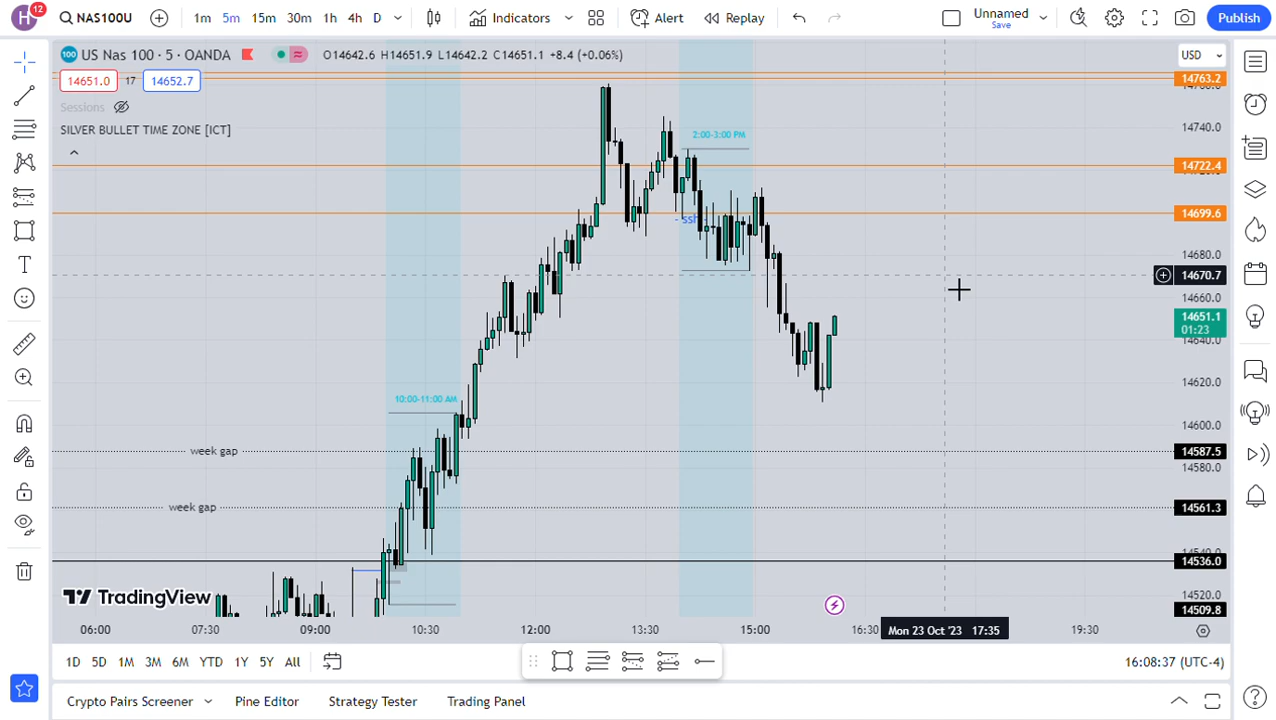 H 12 NAS100U 1m 5m 15m 30m 1h 4h D Indicators Alert Replay Unnamed Save Publish
100 US Nas 100 · 5 · OANDA O14642.6 H14651.9 L14642.2 C14651.1 +8.4 (+0.06%) USD
14651.0 17 14652.7
Sessions
SILVER BULLET TIME ZONE [ICT]
14763.2
14740.0
2:00-3:00 PM
14722.4
14699.6
ssh
14680.0
14670.7
14660.0
14651.1
01:23
14640.0
14620.0
10:00-11:00 AM
14600.0
week gap 14587.5
14580.0
week gap 14561.3
14540.0
14536.0
TradingView
14520.0
14509.8
06:00 07:30 09:00 10:30 12:00 13:30 15:00 16:30 Mon 23 Oct '23 17:35 19:30
1D 5D 1M 3M 6M YTD 1Y 5Y All 16:08:37 (UTC-4)
Crypto Pairs Screener Pine Editor Strategy Tester Trading Panel